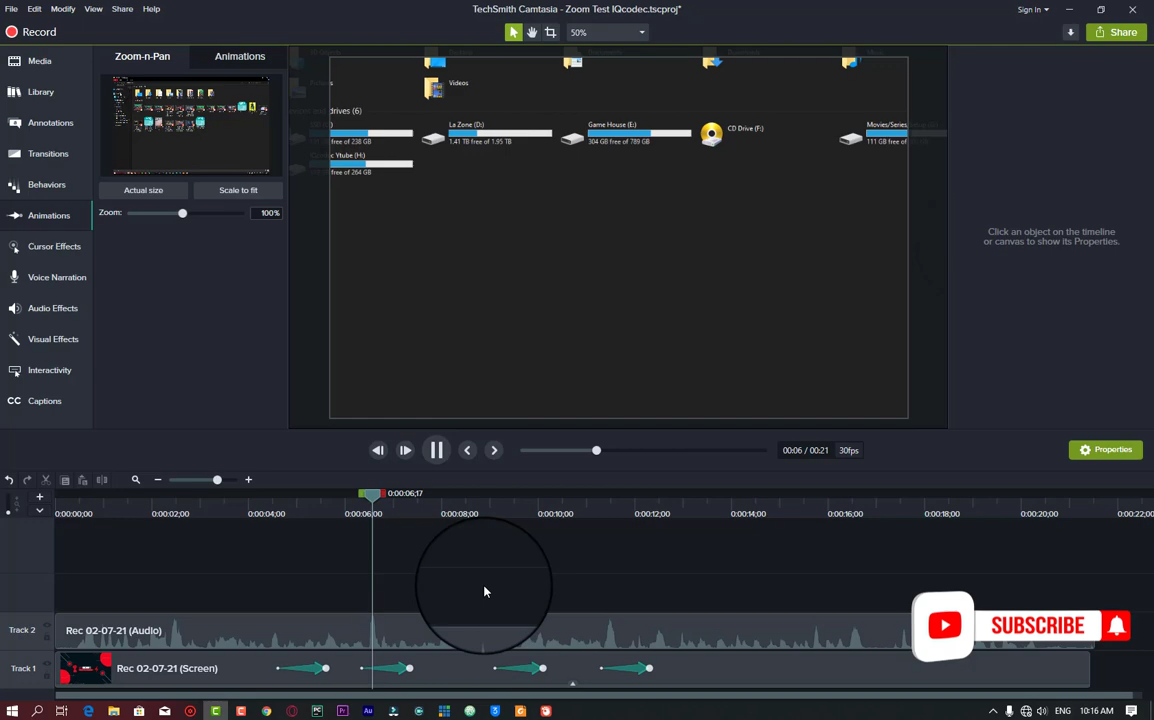 File Edit Modify View Share Help
TechSmith Camtasia - Zoom Test IQcodec.tscproj*
Sign In
Record
50%
Share
Media
Library
Annotations
Transitions
Behaviors
Animations
Cursor Effects
Voice Narration
Audio Effects
Visual Effects
Interactivity
CC Captions
Zoom-n-Pan Animations
Actual size Scale to fit
Zoom: 100%
Videos
drives (6)
La Zone (D:)
Game House (E:)
CD Drive (F:)
free of 238 GB
1.41 TB free of 1.95 TB
304 GB free of 789 GB
111 GB
Ytube (H:)
free of 264 GB
Click an object on the timeline
or canvas to show its Properties.
00:06 / 00:21 30fps
Properties
0:00:06;17
0:00:00;00 0:00:02;00 0:00:04;00 0:00:06;00 0:00:08;00 0:00:10;00 0:00:12;00 0:00:14;00 0:00:16;00 0:00:18;00 0:00:20;00 0:00:22;00
Track 2
Rec 02-07-21 (Audio)
SUBSCRIBE
Track 1
Rec 02-07-21 (Screen)
ENG 10:16 AM